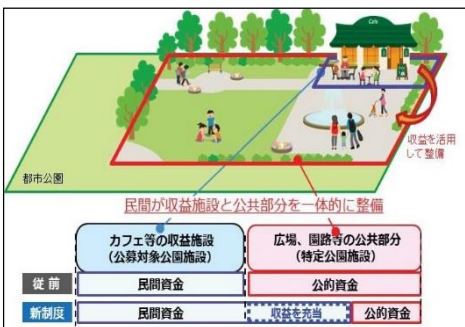 Cafe
収益を活用
して整備
都市公園
民間が収益施設と公共部分を一体的に整備
カフェ等の収益施設
(公募対象公園施設)
広場、園路等の公共部分
(特定公園施設)
従前
民間資金
公的資金
新制度
民間資金
収益を充当
公的資金